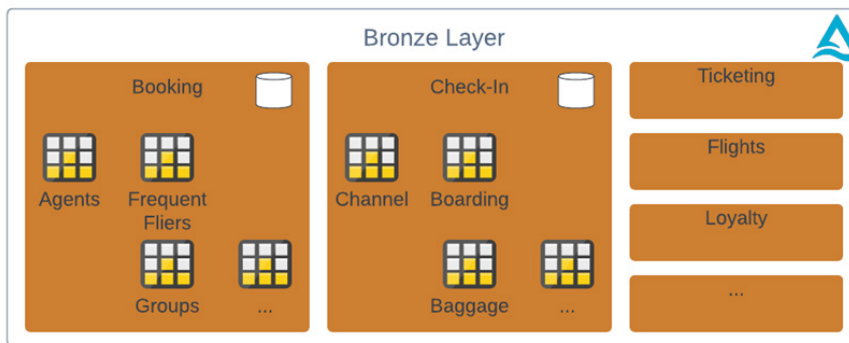 Bronze Layer
Booking
Agents
Frequent
Fliers
Groups
...
Check-In
Channel
Boarding
Baggage
...
Ticketing
Flights
Loyalty
...